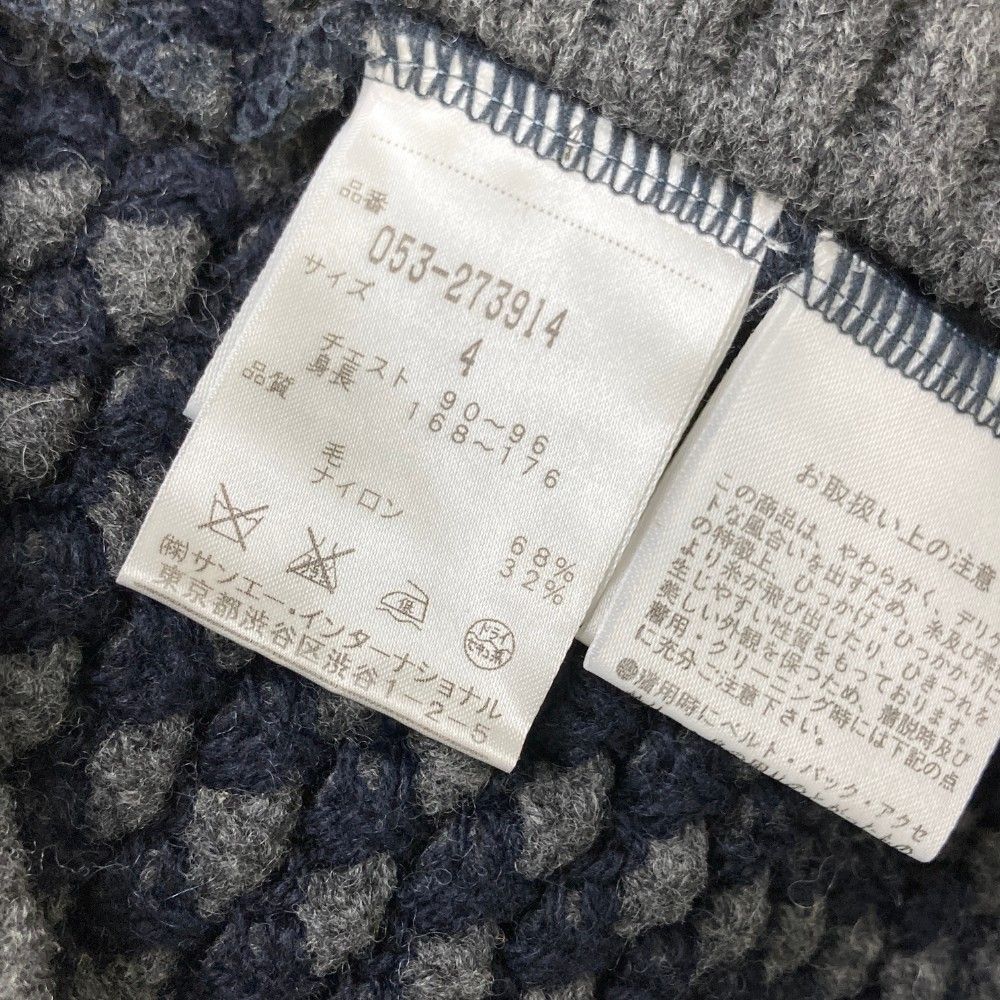 品番
053-273914
サイズ
4
チェスト 90~96
身長 168~176
品質
毛 68%
ナイロン 32%
低
ドライ
(株)サンエー・インターナショナル
東京都渋谷区渋谷1-2-5
お取扱い上の注意
この商品は、やわらかく、デリケ
トな風合いを出すため、糸及び素
の特徴上、ひっかけ・ひっかかりに
より糸が飛び出したり、ひきつれを
生じやすい性質をもっております。
美しい外観を保つため、着脱時及び
着用・クリーニング時には下記の点
に充分ご注意下さい。
着用時にベルト・バック・アクセ